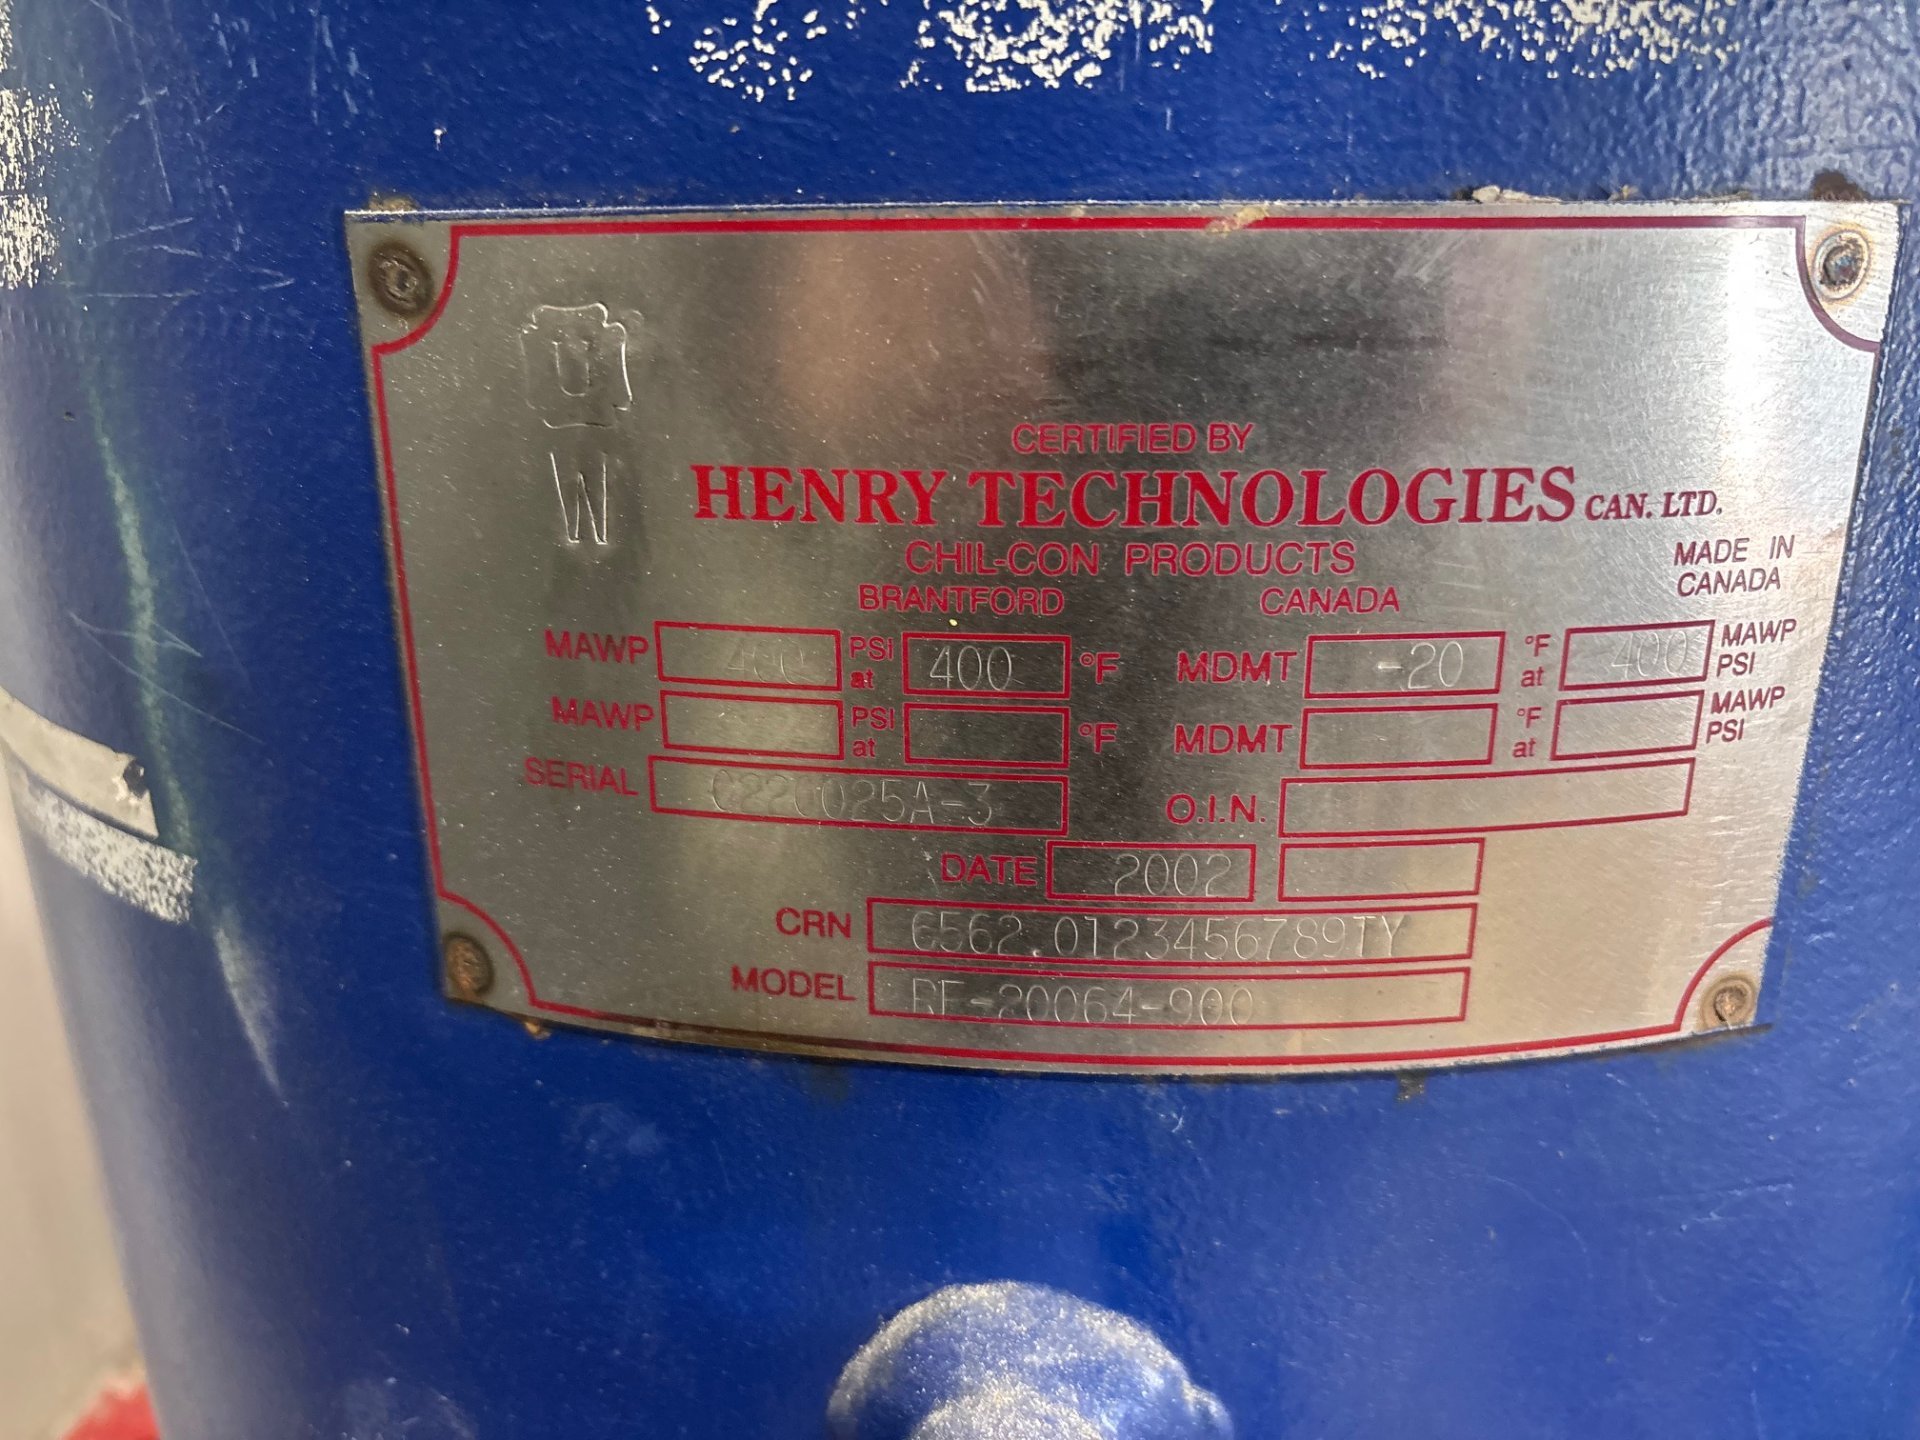 U
W
CERTIFIED BY
HENRY TECHNOLOGIES CAN. LTD.
CHIL-CON PRODUCTS
BRANTFORD CANADA
MADE IN
CANADA
MAWP 400 PSI at 400 °F MDMT -20 °F at 400 MAWP PSI
MAWP PSI at °F MDMT °F at MAWP PSI
SERIAL C220025A-3 O.I.N.
DATE 2002
CRN C562.0123456789TY
MODEL RF-20064-900